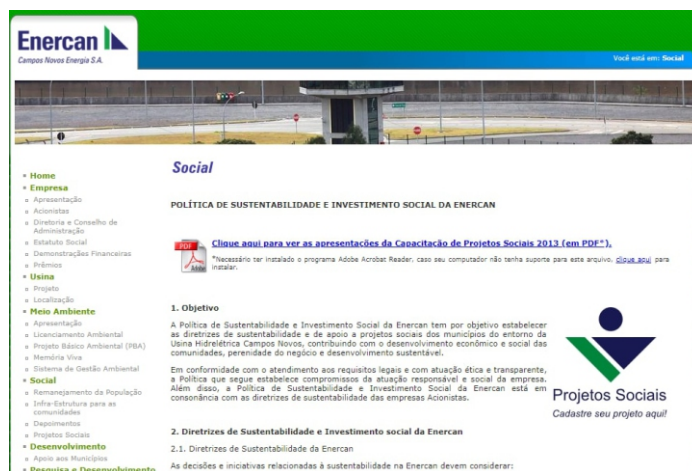 Enercan
Campos Novos Energia S.A.
Você está em: Social
Home
Empresa
Apresentação
Acionistas
Diretoria e Conselho de
Administração
Estatuto Social
Demonstrações Financeiras
Prêmios
Usina
Projeto
Localização
Meio Ambiente
Apresentação
Licenciamento Ambiental
Projeto Básico Ambiental (PBA)
Memória Viva
Sistema de Gestão Ambiental
Social
Remanejamento da População
Infra-Estrutura para as
comunidades
Depoimentos
Projetos Sociais
Desenvolvimento
Apoio aos Municípios
Pesquisa e Desenvolvimento
Social
POLÍTICA DE SUSTENTABILIDADE E INVESTIMENTO SOCIAL DA ENERCAN
PDF
Adobe
Clique aqui para ver as apresentações da Capacitação de Projetos Sociais 2013 (em PDF*).
*Necessário ter instalado o programa Adobe Acrobat Reader, caso seu computador não tenha suporte para este arquivo, clique aqui para
instalar.
1. Objetivo
A Política de Sustentabilidade e Investimento Social da Enercan tem por objetivo estabelecer
as diretrizes de sustentabilidade e de apoio a projetos sociais dos municípios do entorno da
Usina Hidrelétrica Campos Novos, contribuindo com o desenvolvimento econômico e social das
comunidades, perenidade do negócio e desenvolvimento sustentável.
Em conformidade com o atendimento aos requisitos legais e com atuação ética e transparente,
a Política que segue estabelece compromissos da atuação responsável e social da empresa.
Além disso, a Política de Sustentabilidade e Investimento Social da Enercan está em
consonância com as diretrizes de sustentabilidade das empresas Acionistas.
Projetos Sociais
Cadastre seu projeto aqui!
2. Diretrizes de Sustentabilidade e Investimento social da Enercan
2.1. Diretrizes de Sustentabilidade da Enercan
As decisões e iniciativas relacionadas à sustentabilidade na Enercan devem considerar: